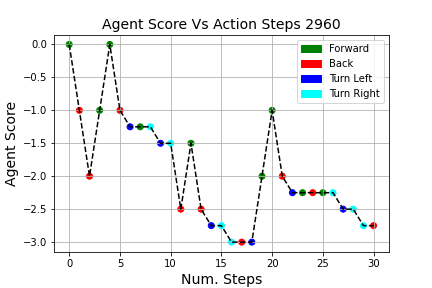 Agent Score Vs Action Steps 2960
Agent Score
0.0
−0.5
−1.0
−1.5
−2.0
−2.5
−3.0
Forward
Back
Turn Left
Turn Right
0 5 10 15 20 25 30
Num. Steps